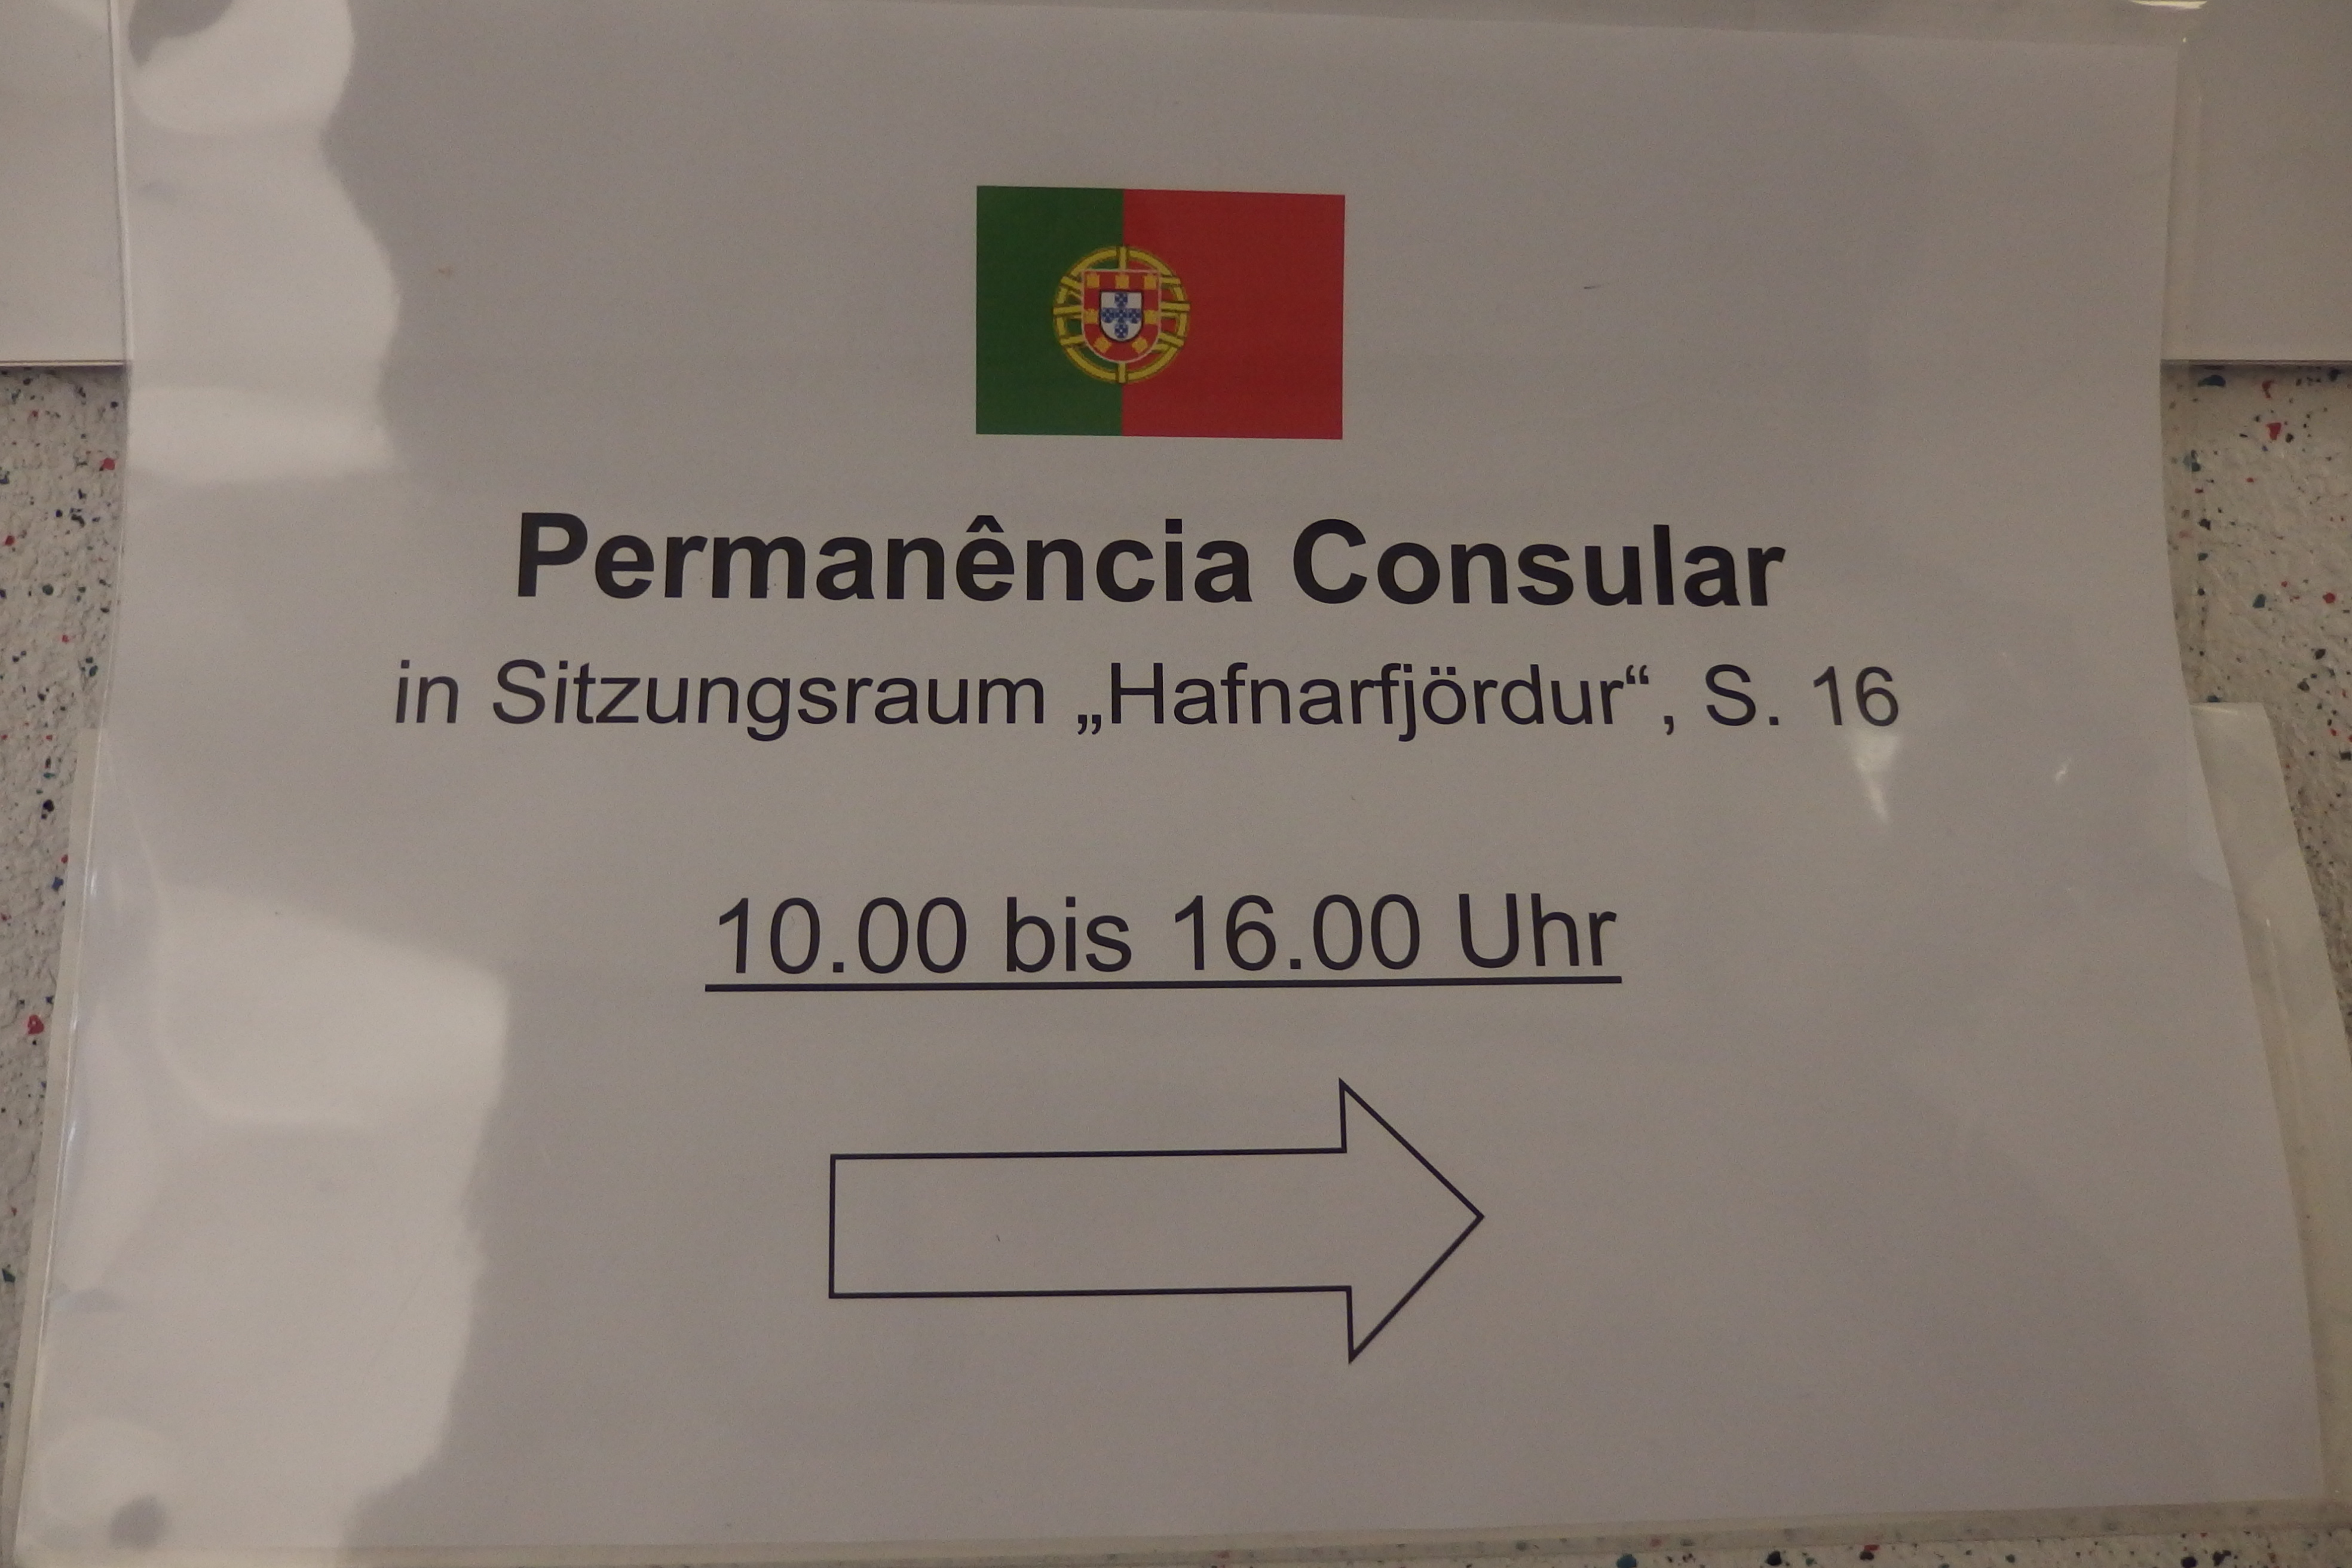 Permanência Consular
in Sitzungsraum „Hafnarfjördur“, S. 16
10.00 bis 16.00 Uhr